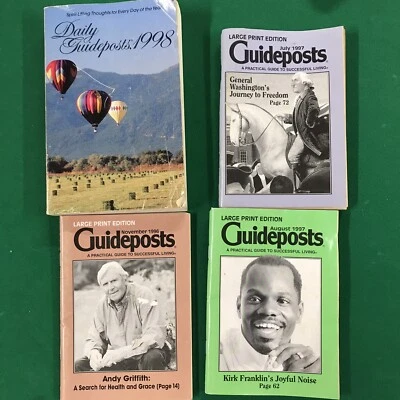 Spirit-Lifting Thoughts for Every Day of the Year
Daily
Guideposts, 1998
LARGE PRINT EDITION
July 1997
Guideposts
A PRACTICAL GUIDE TO SUCCESSFUL LIVING
General
Washington's
Journey to Freedom
Page 72
LARGE PRINT EDITION
November 1996
Guideposts
A PRACTICAL GUIDE TO SUCCESSFUL LIVING
Andy Griffith:
A Search for Health and Grace (Page 14)
LARGE PRINT EDITION
August 1997
Guideposts
A PRACTICAL GUIDE TO SUCCESSFUL LIVING
Kirk Franklin's Joyful Noise
Page 62